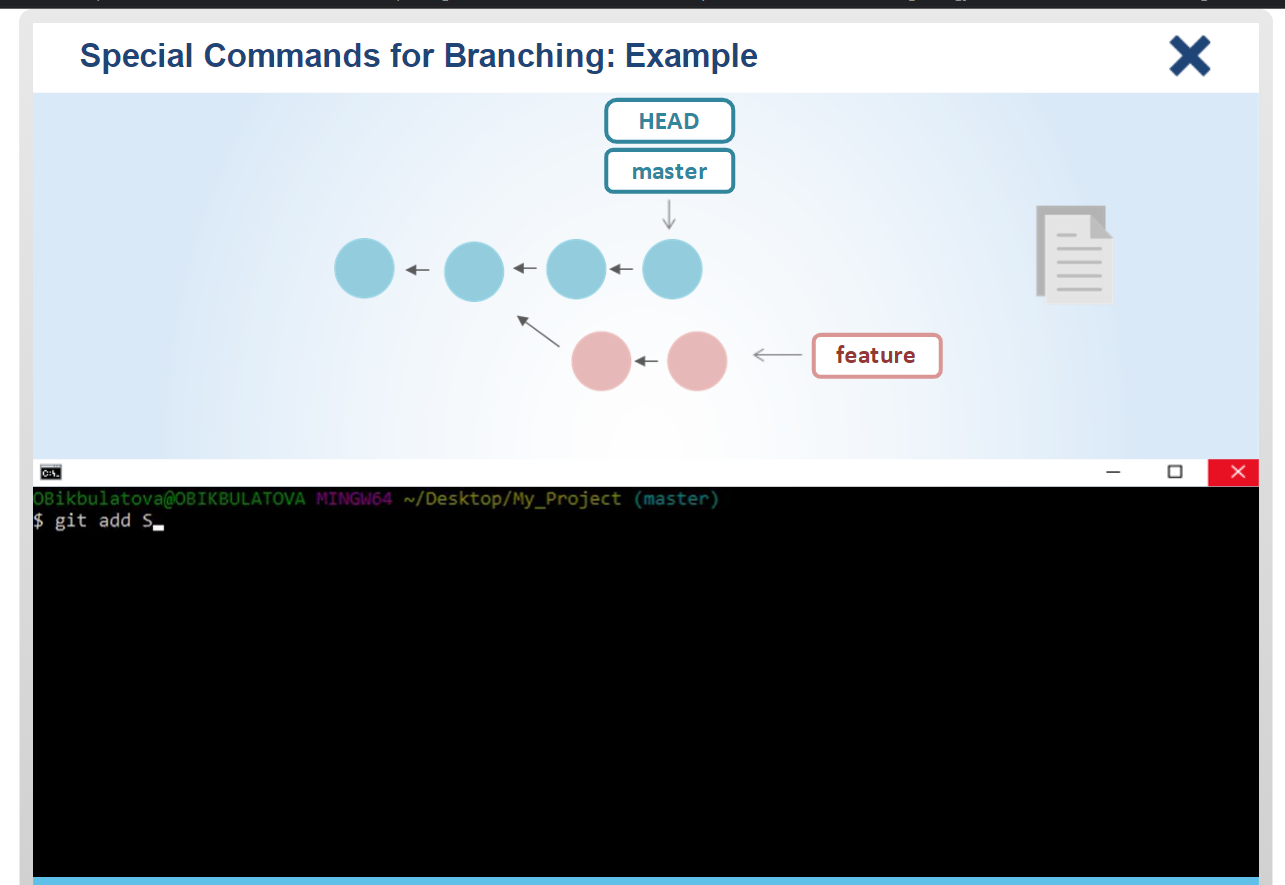 Special Commands for Branching: Example
HEAD
master
feature
C:\.
OBikbulatova@OBIKBULATOVA MINGW64 ~/Desktop/My_Project (master)
$ git add S